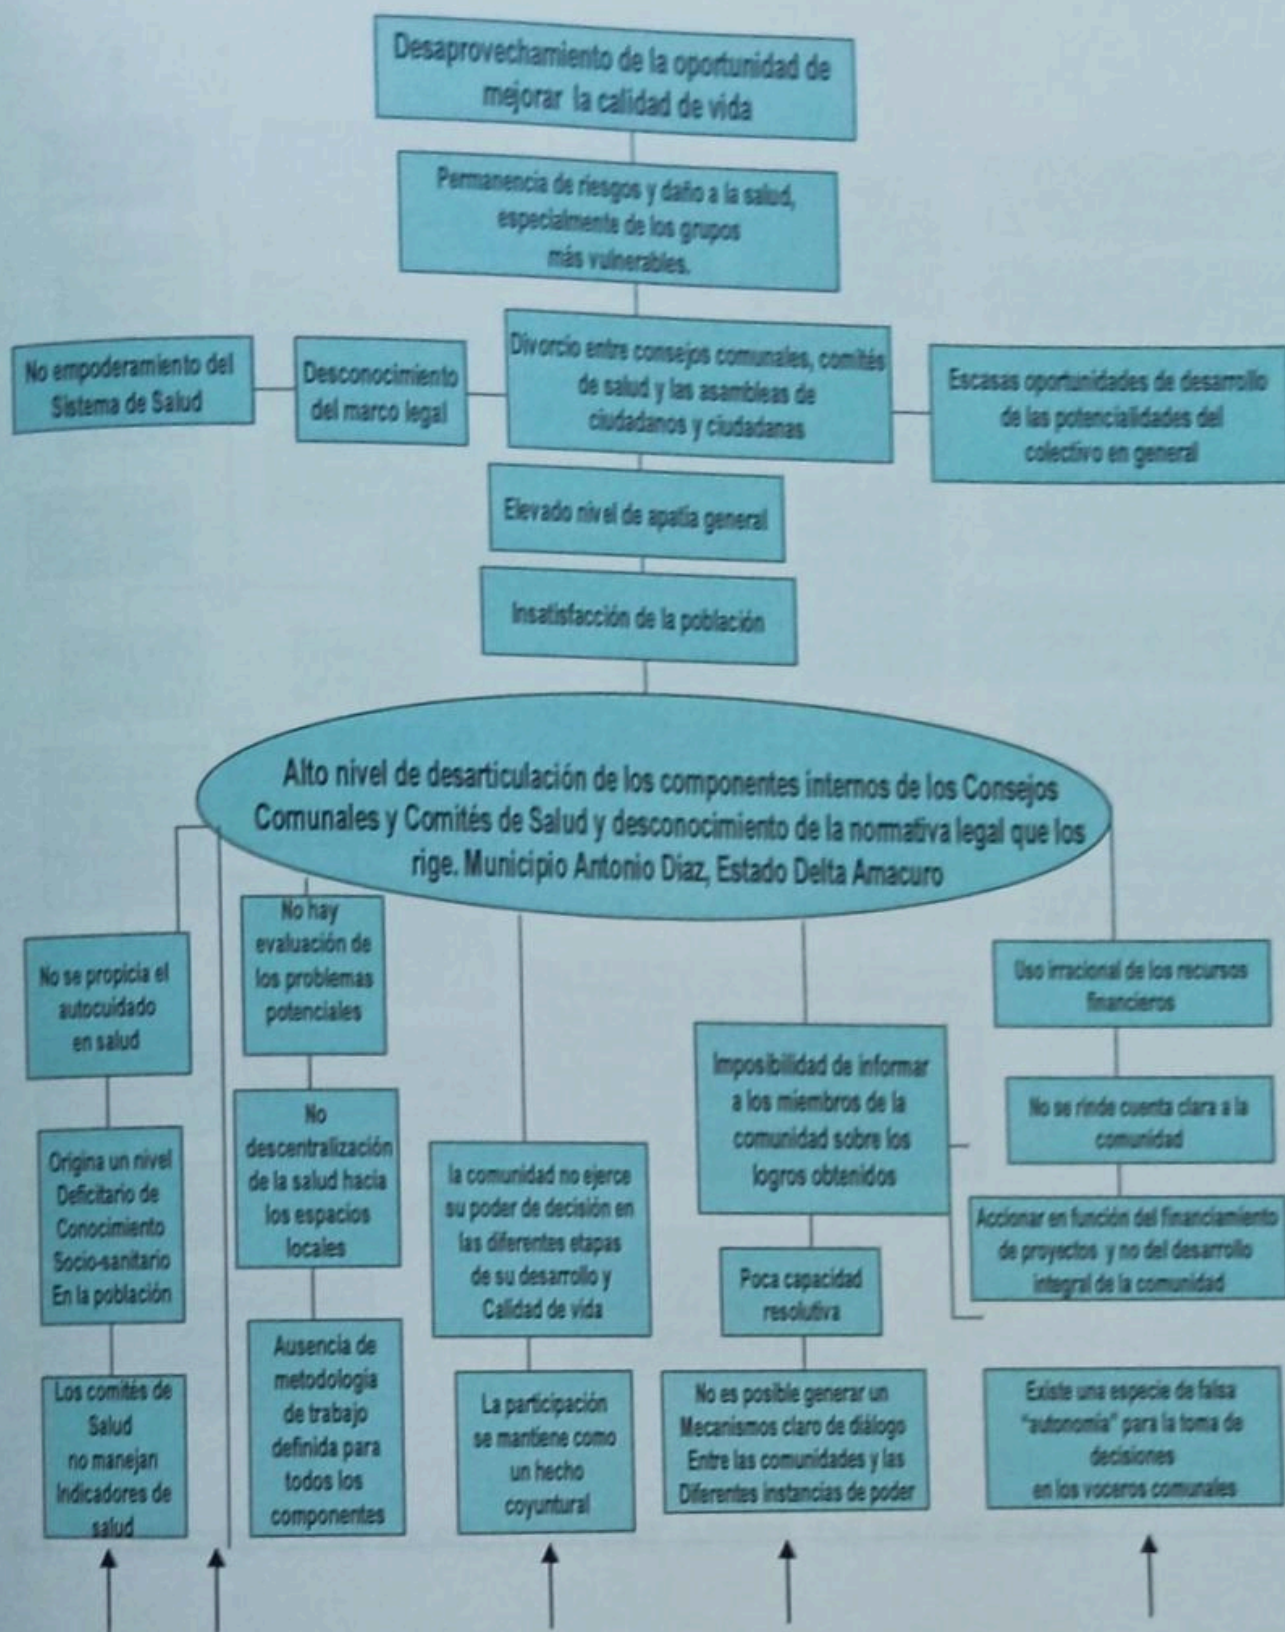 Desaprovechamiento de la oportunidad de
mejorar la calidad de vida
Permanencia de riesgos y daño a la salud,
especialmente de los grupos
más vulnerables.
No empoderamiento del
Sistema de Salud
Desconocimiento
del marco legal
Divorcio entre consejos comunales, comités
de salud y las asambleas de
ciudadanos y ciudadanas
Escasas oportunidades de desarrollo
de las potencialidades del
colectivo en general
Elevado nivel de apatía general
Insatisfacción de la población
Alto nivel de desarticulación de los componentes internos de los Consejos
Comunales y Comités de Salud y desconocimiento de la normativa legal que los
rige. Municipio Antonio Diaz, Estado Delta Amacuro
No se propicia el
autocuidado
en salud
Origina un nivel
Deficitario de
Conocimiento
Socio-sanitario
En la población
Los comités de
Salud
no manejan
Indicadores de
salud
No hay
evaluación de
los problemas
potenciales
No
descentralización
de la salud hacia
los espacios
locales
Ausencia de
metodología
de trabajo
definida para
todos los
componentes
la comunidad no ejerce
su poder de decisión en
las diferentes etapas
de su desarrollo y
Calidad de vida
La participación
se mantiene como
un hecho
coyuntural
Imposibilidad de informar
a los miembros de la
comunidad sobre los
logros obtenidos
Poca capacidad
resolutiva
No es posible generar un
Mecanismos claro de diálogo
Entre las comunidades y las
Diferentes instancias de poder
Uso irracional de los recursos
financieros
No se rinde cuenta clara a la
comunidad
Accionar en función del financiamiento
de proyectos y no del desarrollo
integral de la comunidad
Existe una especie de falsa
"autonomía" para la toma de
decisiones
en los voceros comunales